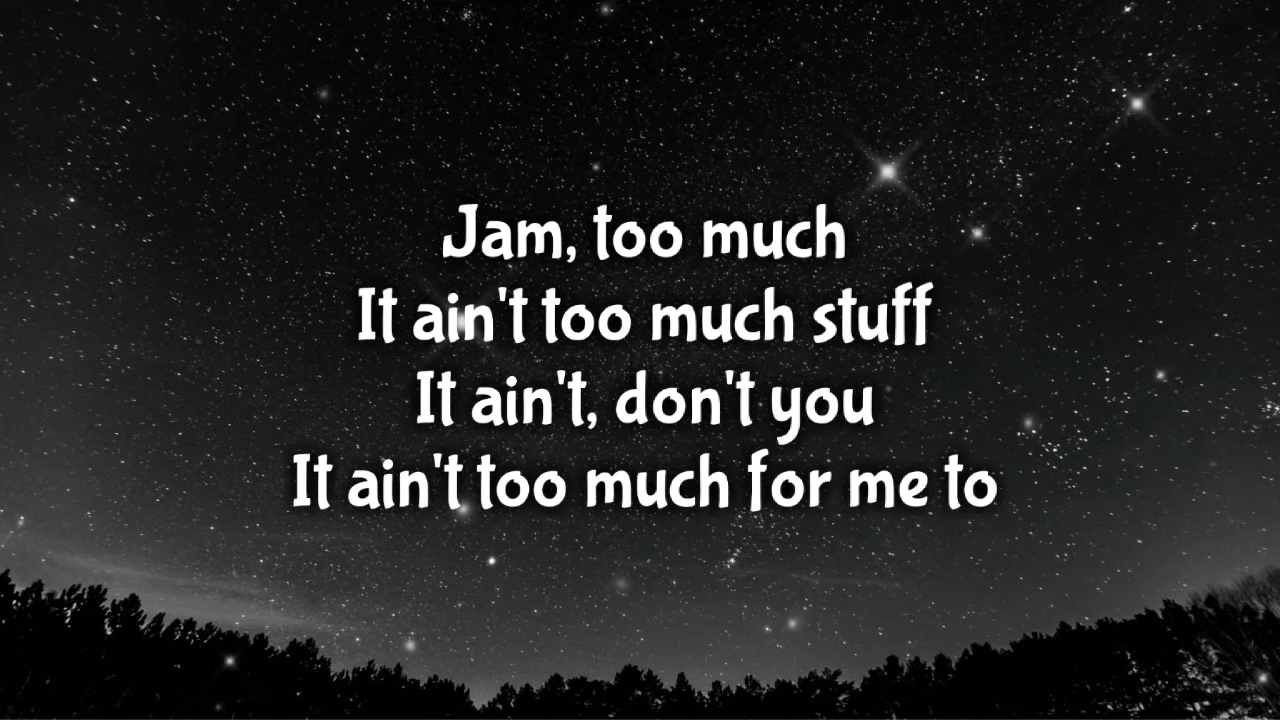 Jam, too much
It ain't too much stuff
It ain't, don't you
It ain't too much for me to